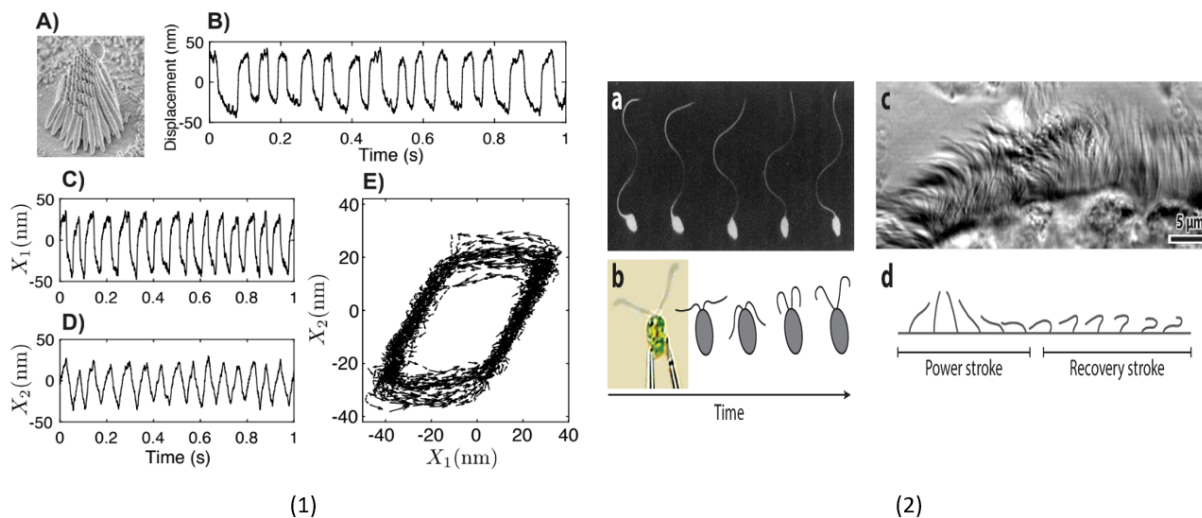 A)
B)
Displacement (nm)
50
0
-50
0 0.2 0.4 0.6 0.8 1
Time (s)
C)
X₁(nm)
50
0
-50
0 0.2 0.4 0.6 0.8 1
D)
X₂(nm)
50
0
-50
0 0.2 0.4 0.6 0.8 1
Time (s)
E)
X₂(nm)
40
20
0
-20
-40
-40 -20 0 20 40
X₁(nm)
(1)
a
b
Time
c
5 µm
d
Power stroke Recovery stroke
(2)